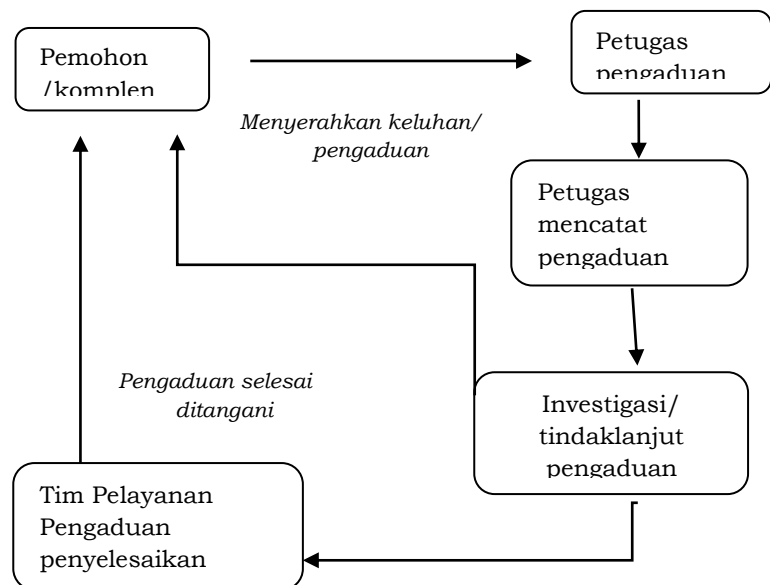 Pemohon
/komplen
Petugas
pengaduan
Menyerahkan keluhan/
pengaduan
Petugas
mencatat
pengaduan
Pengaduan selesai
ditangani
Investigasi/
tindaklanjut
pengaduan
Tim Pelayanan
Pengaduan
penyelesaikan